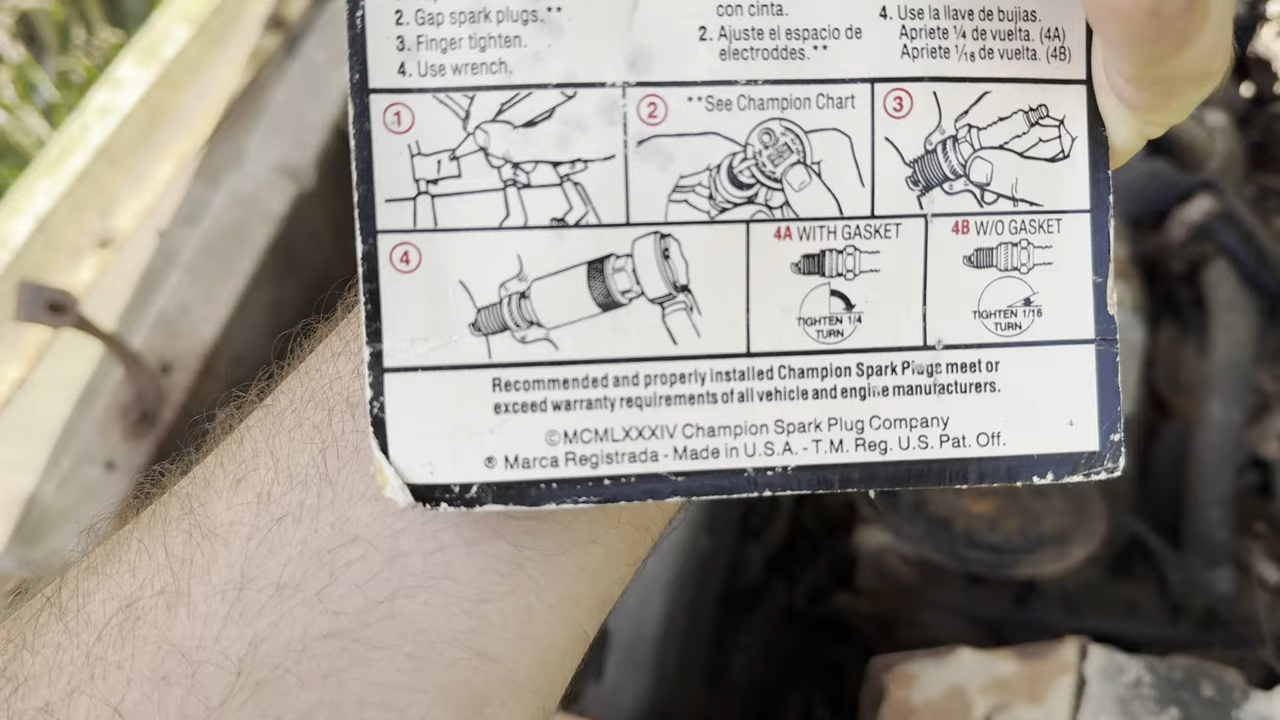 2. Gap spark plugs.**
3. Finger tighten.
4. Use wrench.
con cinta.
2. Ajuste el espacio de
electroddes.**
4. Use la llave de bujias.
Apriete ¼ de vuelta. (4A)
Apriete 1/16 de vuelta. (4B)
1
2
**See Champion Chart
3
4
4A WITH GASKET
TIGHTEN 1/4
TURN
4B W/O GASKET
TIGHTEN 1/16
TURN
Recommended and properly installed Champion Spark Plugs meet or
exceed warranty requirements of all vehicle and engine manufacturers.
©MCMLXXXIV Champion Spark Plug Company
® Marca Registrada - Made in U.S.A. - T.M. Reg. U.S. Pat. Off.
4